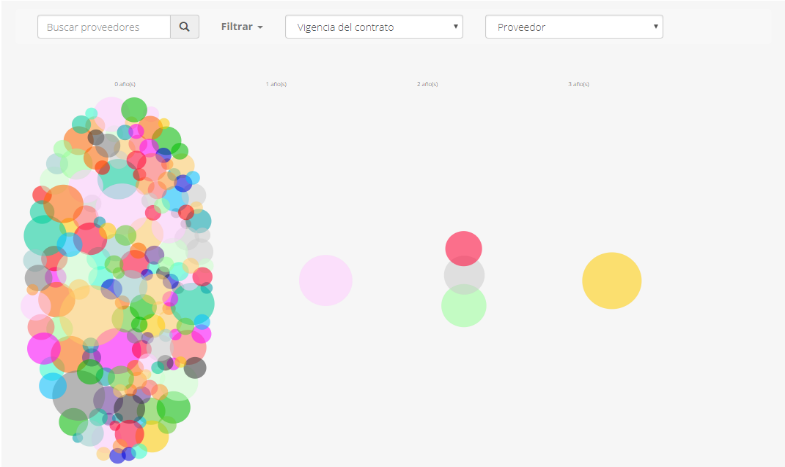 Buscar proveedores
Filtrar
Vigencia del contrato
Proveedor
0 año(s)
1 año(s)
2 año(s)
3 año(s)